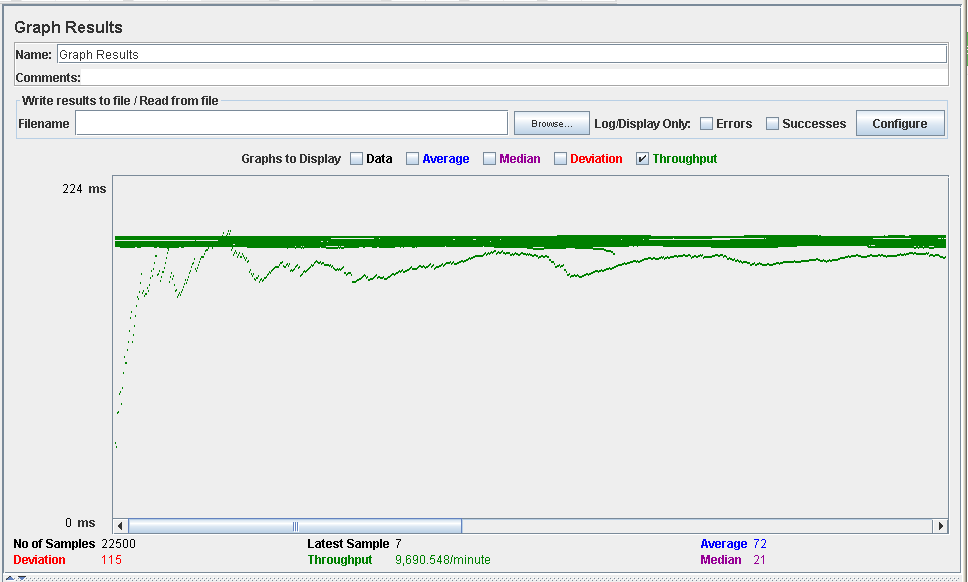 Graph Results
Name: Graph Results
Comments:
Write results to file / Read from file
Filename Browse... Log/Display Only: Errors Successes Configure
Graphs to Display Data Average Median Deviation Throughput
224 ms
0 ms
No of Samples 22500 Latest Sample 7 Average 72
Deviation 115 Throughput 9,690.548/minute Median 21